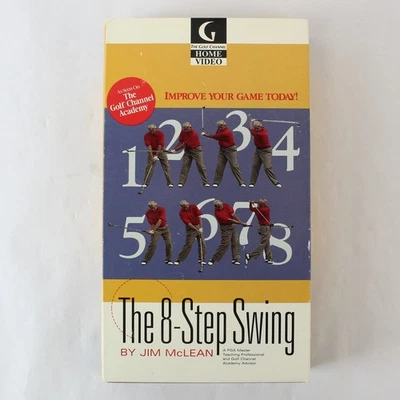 G
THE GOLF CHANNEL
HOME
VIDEO
AS SEEN ON
The
Golf Channel
Academy
IMPROVE YOUR GAME TODAY!
1 2 3 4
5 6 7 8
The 8-Step Swing
BY JIM McLEAN
A PGA Master
Teaching Professional
and Golf Channel
Academy Advisor